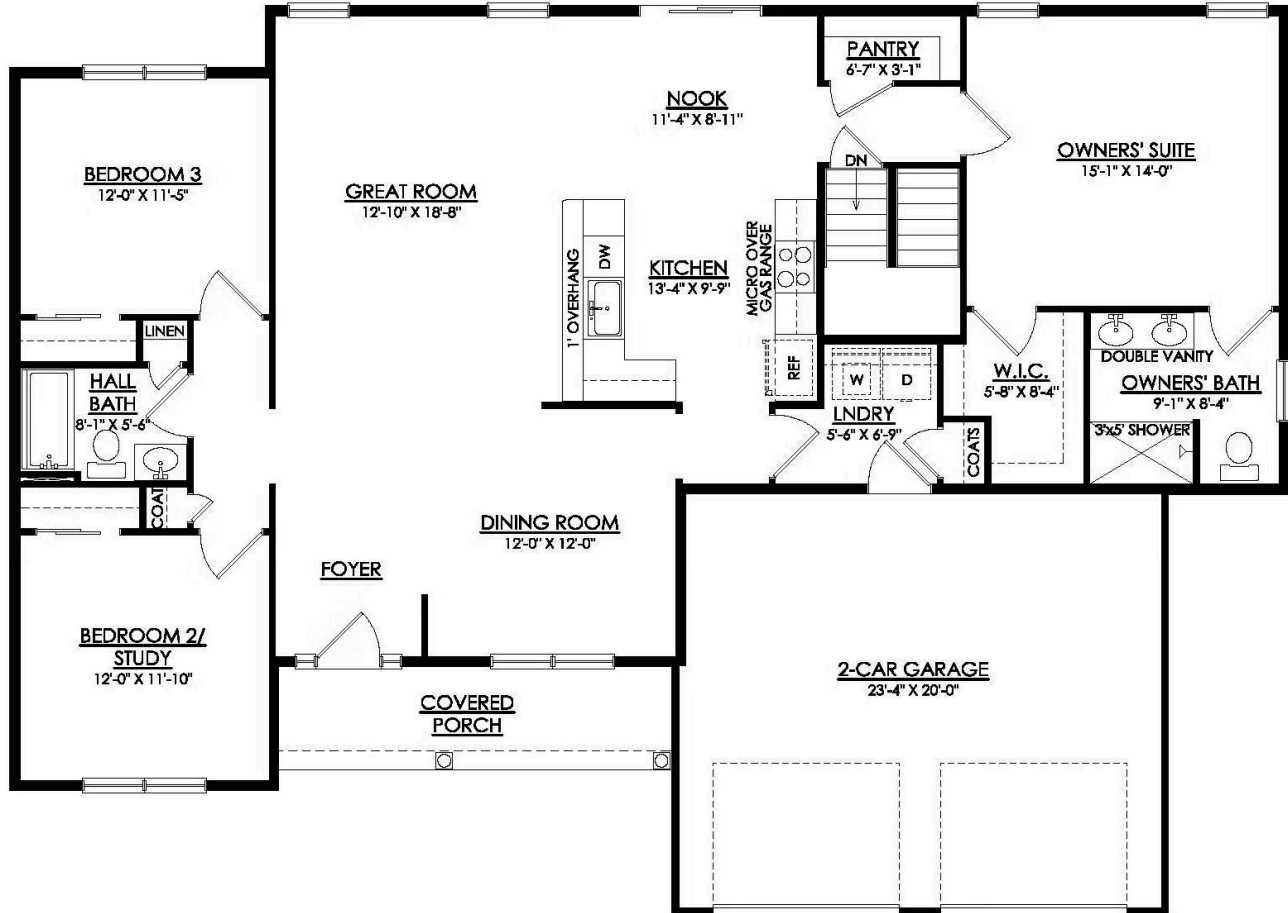 PANTRY
6'-7" X 3'-1"
NOOK
11'-4" X 8'-11"
BEDROOM 3
12'-0" X 11'-5"
GREAT ROOM
12'-10" X 18'-8"
DN
OWNERS' SUITE
15'-1" X 14'-0"
1' OVERHANG
DW
KITCHEN
13'-4" X 9'-9"
MICRO OVER
GAS RANGE
REF
LINEN
HALL
BATH
8'-1" X 5'-6"
W
D
LNDRY
5'-6" X 6'-9"
COATS
W.I.C.
5'-8" X 8'-4"
DOUBLE VANITY
OWNERS' BATH
9'-1" X 8'-4"
3'x5' SHOWER
COAT
DINING ROOM
12'-0" X 12'-0"
FOYER
BEDROOM 2/
STUDY
12'-0" X 11'-10"
COVERED
PORCH
2-CAR GARAGE
23'-4" X 20'-0"